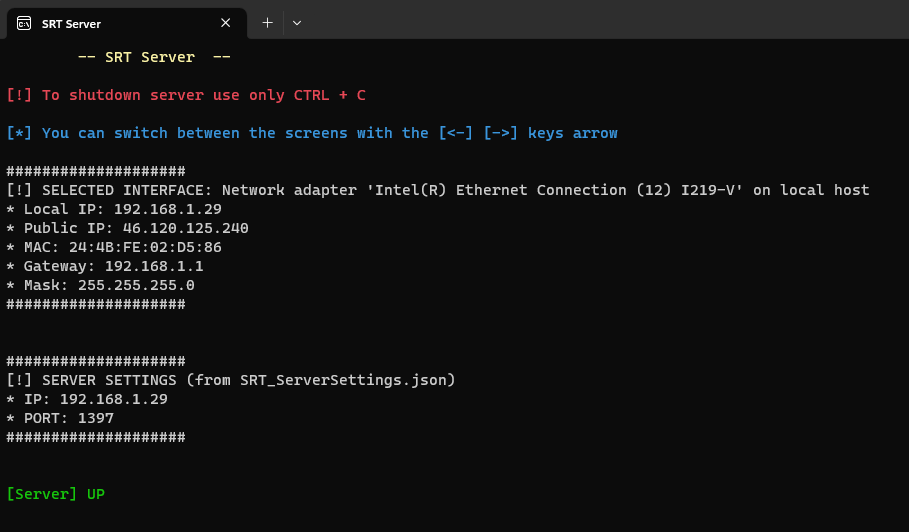 SRT Server
-- SRT Server  --
[!] To shutdown server use only CTRL + C
[*] You can switch between the screens with the [<-] [->] keys arrow
####################
[!] SELECTED INTERFACE: Network adapter 'Intel(R) Ethernet Connection (12) I219-V' on local host
* Local IP: 192.168.1.29
* Public IP: 46.120.125.240
* MAC: 24:4B:FE:02:D5:86
* Gateway: 192.168.1.1
* Mask: 255.255.255.0
####################
####################
[!] SERVER SETTINGS (from SRT_ServerSettings.json)
* IP: 192.168.1.29
* PORT: 1397
####################
[Server] UP